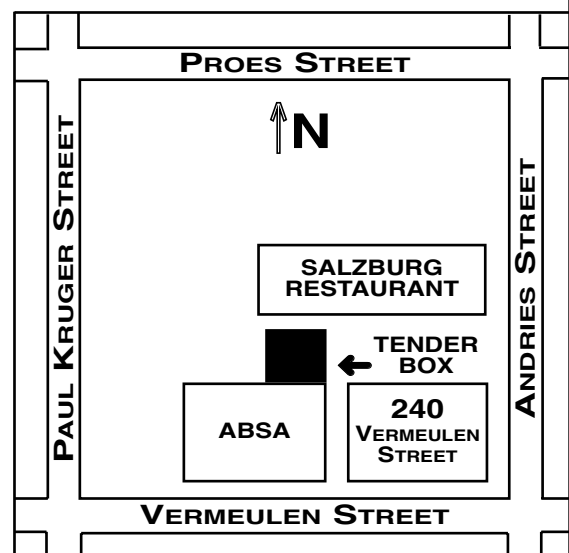 PROES STREET
N
PAUL KRUGER STREET
ANDRIES STREET
SALZBURG
RESTAURANT
TENDER
BOX
ABSA
240
VERMEULEN
STREET
VERMEULEN STREET